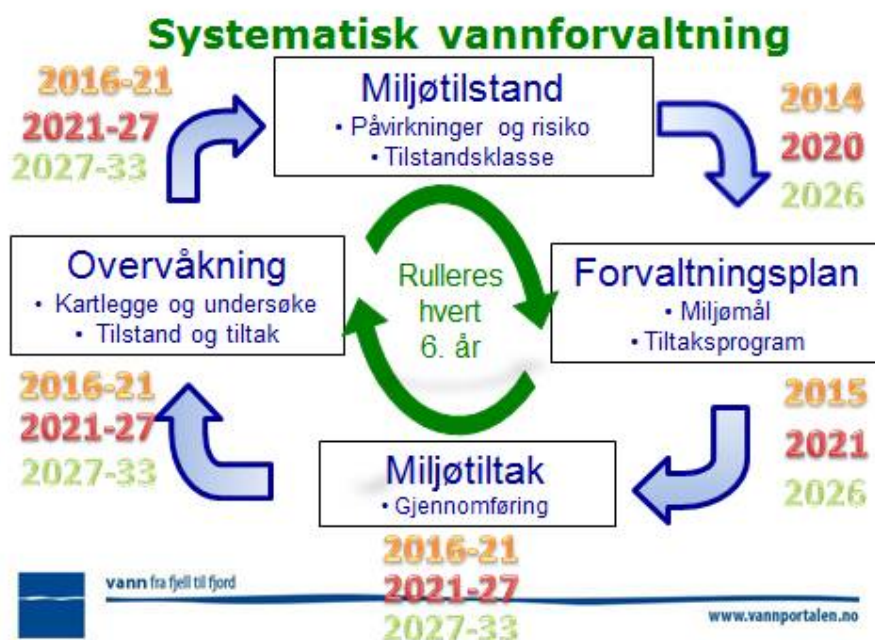 Systematisk vannforvaltning
2016-21
2021-27
2027-33
Miljøtilstand
• Påvirkninger og risiko
• Tilstandsklasse
2014
2020
2026
Overvåkning
• Kartlegge og undersøke
• Tilstand og tiltak
Rulleres
hvert
6. år
Forvaltningsplan
• Miljømål
• Tiltaksprogram
2016-21
2021-27
2027-33
2015
2021
2026
Miljøtiltak
• Gjennomføring
2016-21
2021-27
2027-33
vann fra fjell til fjord
www.vannportalen.no